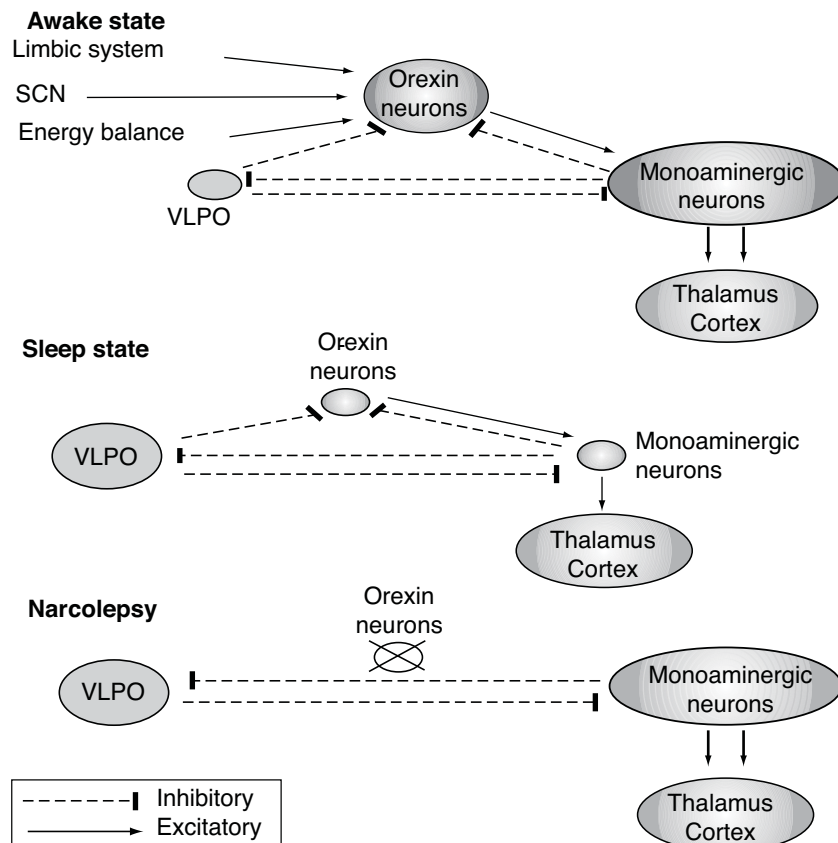 Awake state
Limbic system
SCN
Energy balance
Orexin
neurons
VLPO
Monoaminergic
neurons
Thalamus
Cortex
Sleep state
Orexin
neurons
VLPO
Monoaminergic
neurons
Thalamus
Cortex
Narcolepsy
Orexin
neurons
VLPO
Monoaminergic
neurons
Thalamus
Cortex
Inhibitory
Excitatory